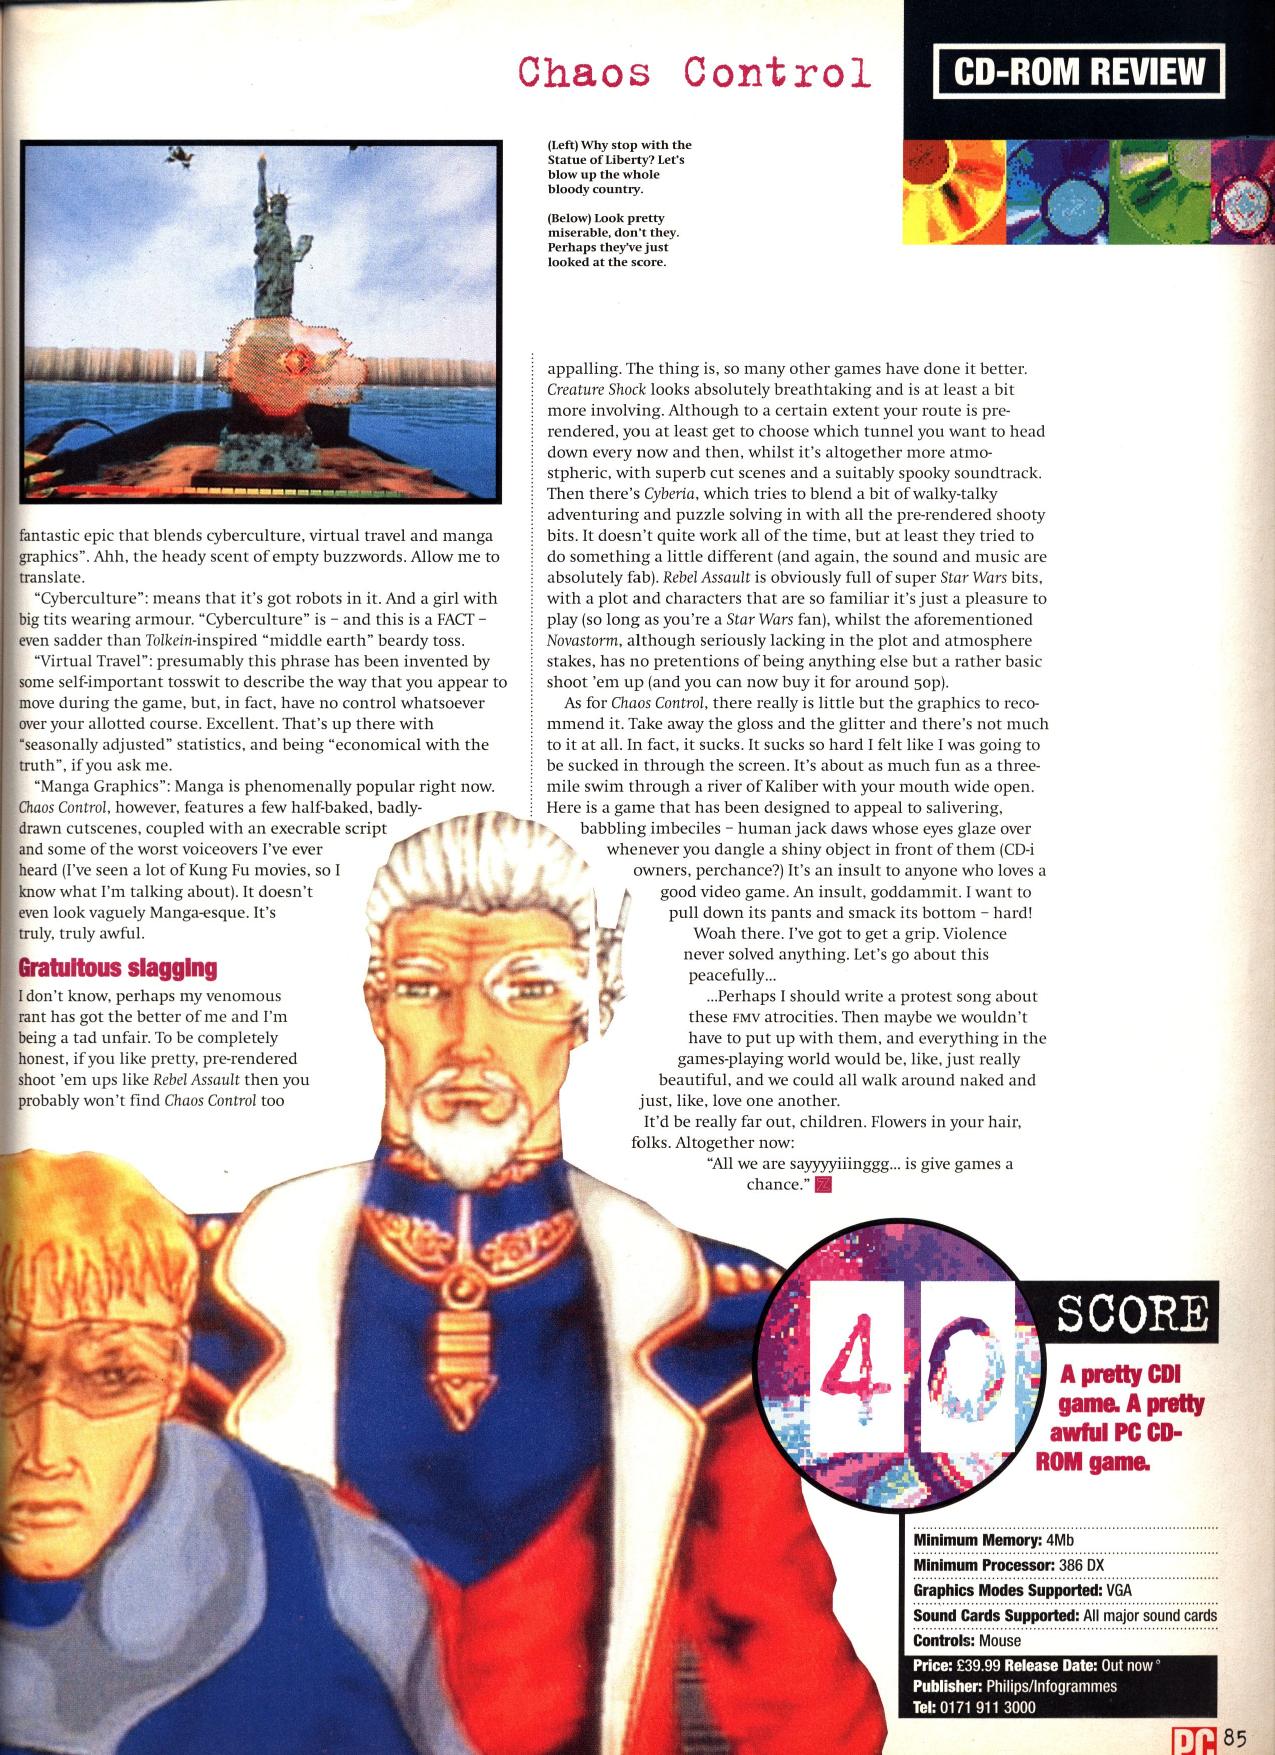 Chaos Control
CD-ROM REVIEW
(Left) Why stop with the
Statue of Liberty? Let's
blow up the whole
bloody country.
(Below) Look pretty
miserable, don't they.
Perhaps they've just
looked at the score.
fantastic epic that blends cyberculture, virtual travel and manga
graphics”. Ahh, the heady scent of empty buzzwords. Allow me to
translate.
“Cyberculture”: means that it's got robots in it. And a girl with
big tits wearing armour. “Cyberculture” is – and this is a FACT –
even sadder than Tolkein-inspired “middle earth” beardy toss.
“Virtual Travel”: presumably this phrase has been invented by
some self-important tosswit to describe the way that you appear to
move during the game, but, in fact, have no control whatsoever
over your allotted course. Excellent. That's up there with
“seasonally adjusted” statistics, and being “economical with the
truth”, if you ask me.
“Manga Graphics”: Manga is phenomenally popular right now.
Chaos Control, however, features a few half-baked, badly-
drawn cutscenes, coupled with an execrable script
and some of the worst voiceovers I've ever
heard (I've seen a lot of Kung Fu movies, so I
know what I'm talking about). It doesn't
even look vaguely Manga-esque. It's
truly, truly awful.
Gratuitous slagging
I don't know, perhaps my venomous
rant has got the better of me and I'm
being a tad unfair. To be completely
honest, if you like pretty, pre-rendered
shoot 'em ups like Rebel Assault then you
probably won't find Chaos Control too
appalling. The thing is, so many other games have done it better.
Creature Shock looks absolutely breathtaking and is at least a bit
more involving. Although to a certain extent your route is pre-
rendered, you at least get to choose which tunnel you want to head
down every now and then, whilst it's altogether more atmo-
stpheric, with superb cut scenes and a suitably spooky soundtrack.
Then there's Cyberia, which tries to blend a bit of walky-talky
adventuring and puzzle solving in with all the pre-rendered shooty
bits. It doesn't quite work all of the time, but at least they tried to
do something a little different (and again, the sound and music are
absolutely fab). Rebel Assault is obviously full of super Star Wars bits,
with a plot and characters that are so familiar it's just a pleasure to
play (so long as you're a Star Wars fan), whilst the aforementioned
Novastorm, although seriously lacking in the plot and atmosphere
stakes, has no pretentions of being anything else but a rather basic
shoot 'em up (and you can now buy it for around 50p).
As for Chaos Control, there really is little but the graphics to reco-
mmend it. Take away the gloss and the glitter and there's not much
to it at all. In fact, it sucks. It sucks so hard I felt like I was going to
be sucked in through the screen. It's about as much fun as a three-
mile swim through a river of Kaliber with your mouth wide open.
Here is a game that has been designed to appeal to salivering,
babbling imbeciles – human jack daws whose eyes glaze over
whenever you dangle a shiny object in front of them (CD-i
owners, perchance?) It's an insult to anyone who loves a
good video game. An insult, goddammit. I want to
pull down its pants and smack its bottom – hard!
Woah there. I've got to get a grip. Violence
never solved anything. Let's go about this
peacefully...
...Perhaps I should write a protest song about
these FMV atrocities. Then maybe we wouldn't
have to put up with them, and everything in the
games-playing world would be, like, just really
beautiful, and we could all walk around naked and
just, like, love one another.
It'd be really far out, children. Flowers in your hair,
folks. Altogether now:
“All we are sayyyyiiinggg... is give games a
chance.” Z
40
SCORE
A pretty CDI
game. A pretty
awful PC CD-
ROM game.
Minimum Memory: 4Mb
Minimum Processor: 386 DX
Graphics Modes Supported: VGA
Sound Cards Supported: All major sound cards
Controls: Mouse
Price: £39.99 Release Date: Out now
Publisher: Philips/Infogrammes
Tel: 0171 911 3000
PC 85